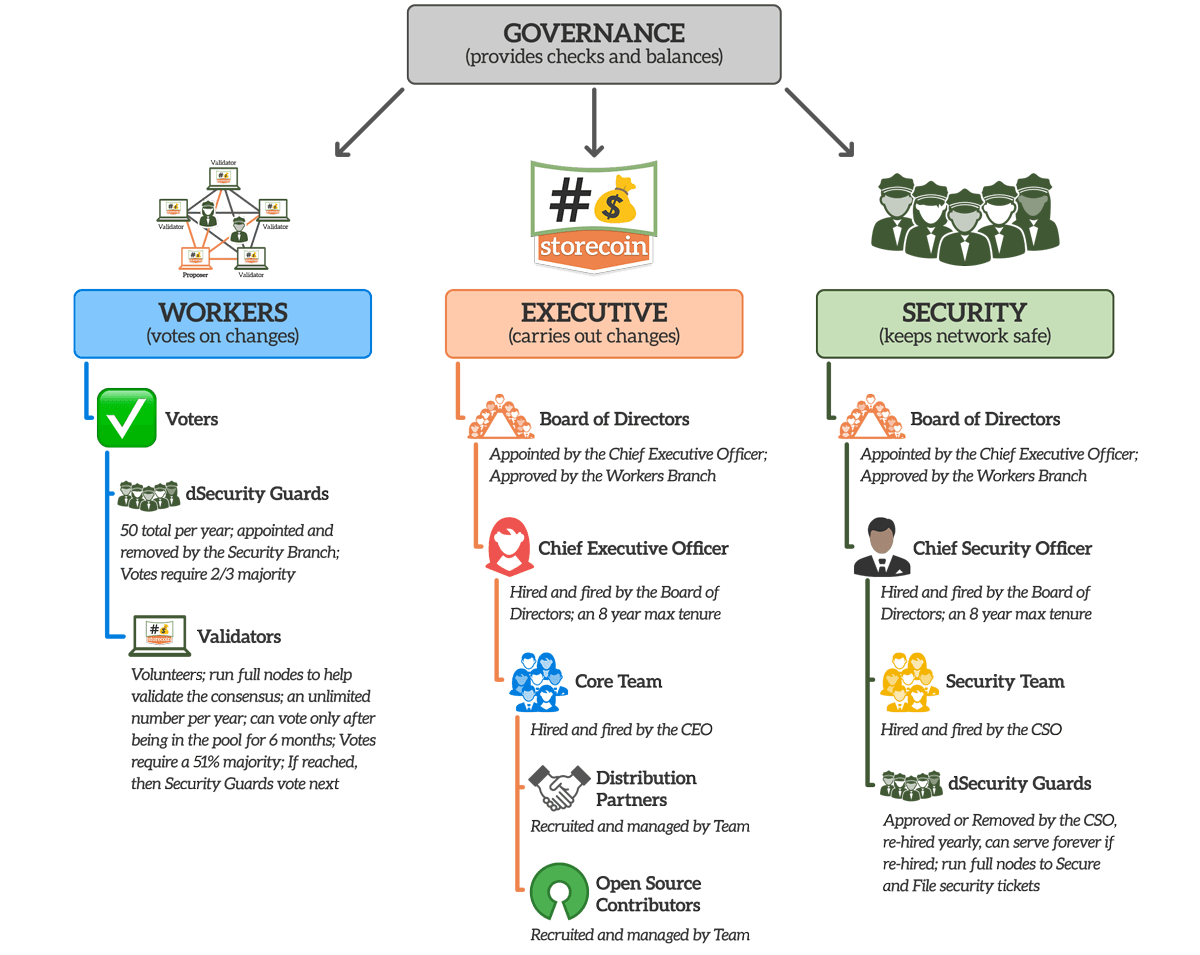 GOVERNANCE
(provides checks and balances)
Validator
Validator
Validator
Proposer
Validator
#
$
storecoin
WORKERS
(votes on changes)
Voters
dSecurity Guards
50 total per year; appointed and
removed by the Security Branch;
Votes require 2/3 majority
#
storecoin
Validators
Volunteers; run full nodes to help
validate the consensus; an unlimited
number per year; can vote only after
being in the pool for 6 months; Votes
require a 51% majority; If reached,
then Security Guards vote next
EXECUTIVE
(carries out changes)
Board of Directors
Appointed by the Chief Executive Officer;
Approved by the Workers Branch
Chief Executive Officer
Hired and fired by the Board of
Directors; an 8 year max tenure
Core Team
Hired and fired by the CEO
Distribution
Partners
Recruited and managed by Team
Open Source
Contributors
Recruited and managed by Team
SECURITY
(keeps network safe)
Board of Directors
Appointed by the Chief Executive Officer;
Approved by the Workers Branch
Chief Security Officer
Hired and fired by the Board of
Directors; an 8 year max tenure
Security Team
Hired and fired by the CSO
dSecurity Guards
Approved or Removed by the CSO,
re-hired yearly, can serve forever if
re-hired; run full nodes to Secure
and File security tickets